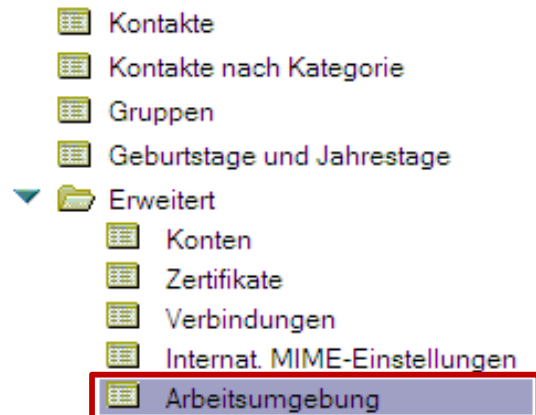 Kontakte
Kontakte nach Kategorie
Gruppen
Geburtstage und Jahrestage
Erweitert
Konten
Zertifikate
Verbindungen
Internat. MIME-Einstellungen
Arbeitsumgebung